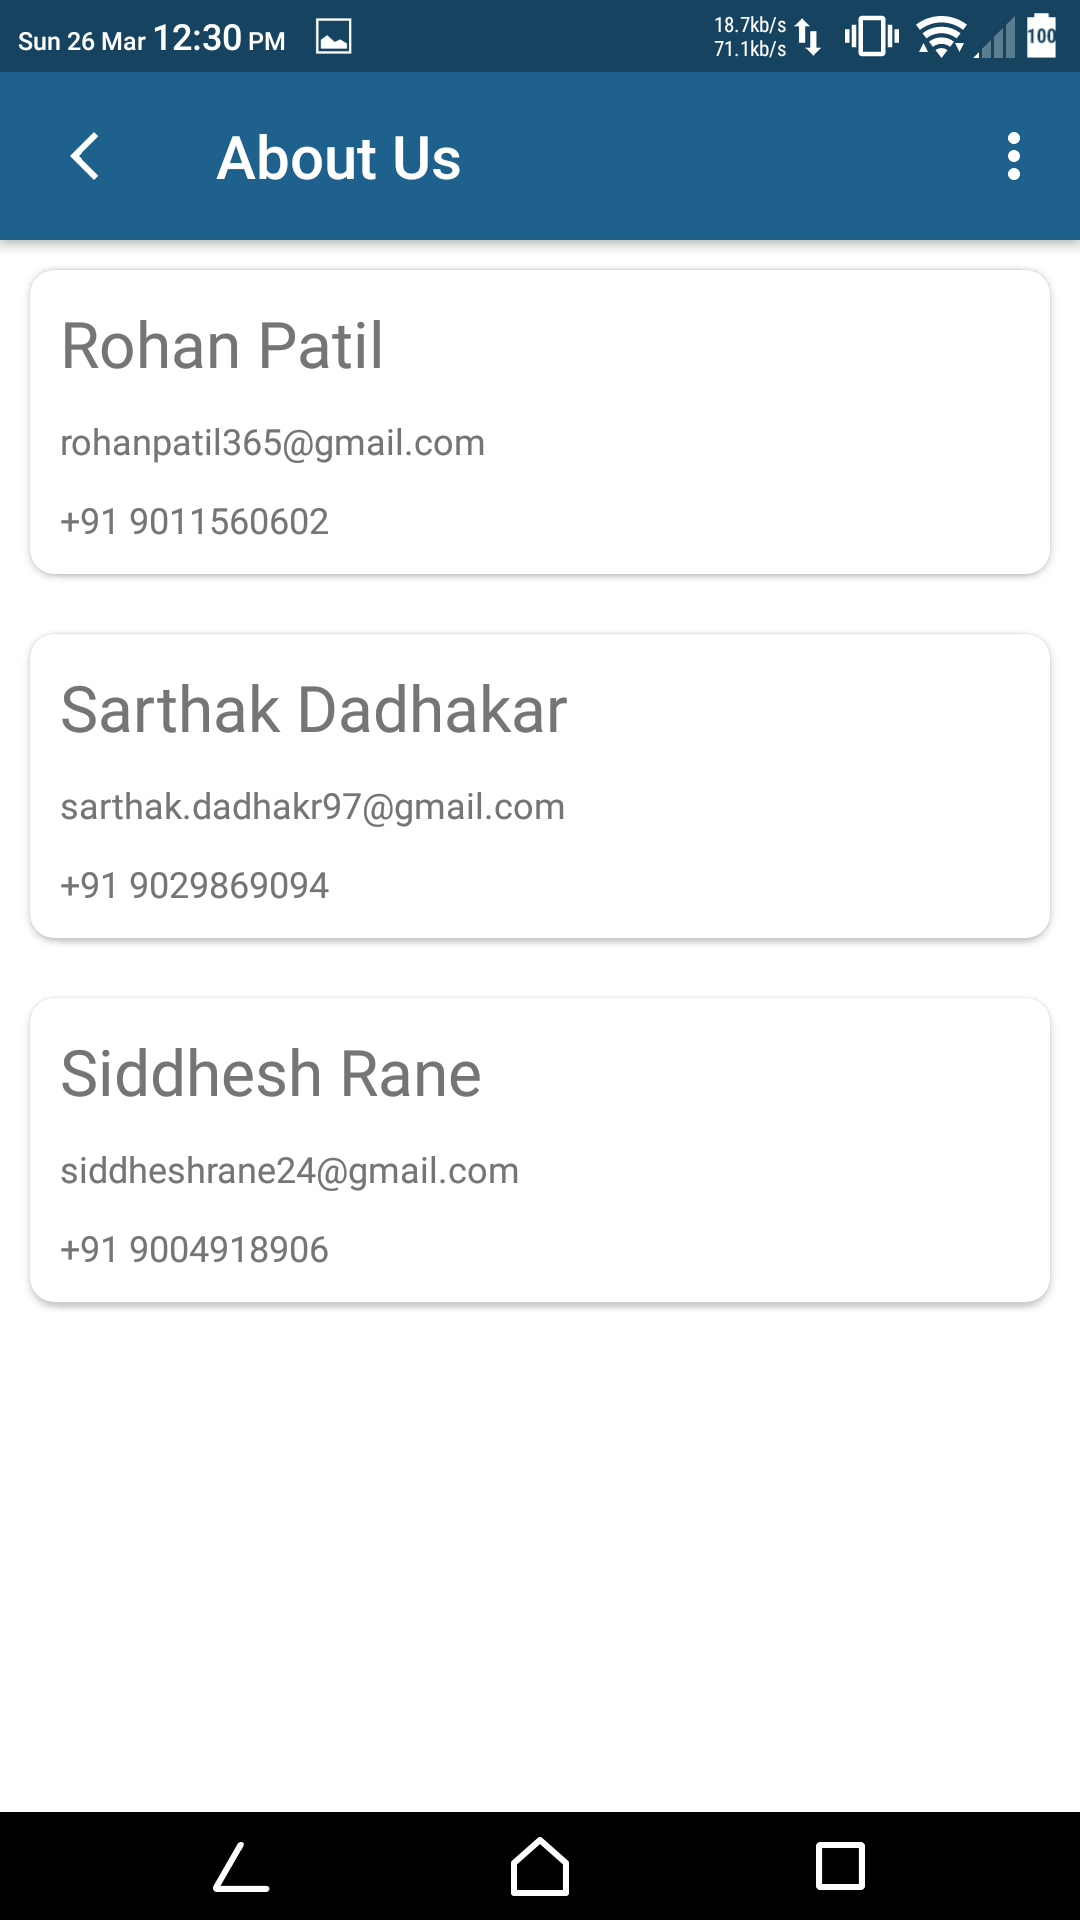 Sun 26 Mar 12:30 PM 18.7kb/s 71.1kb/s 100
About Us
Rohan Patil
rohanpatil365@gmail.com
+91 9011560602
Sarthak Dadhakar
sarthak.dadhakr97@gmail.com
+91 9029869094
Siddhesh Rane
siddheshrane24@gmail.com
+91 9004918906